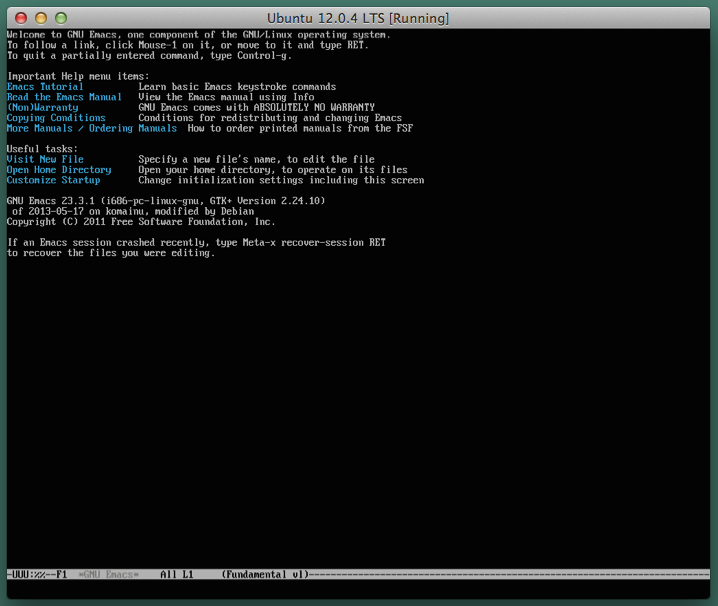 Ubuntu 12.0.4 LTS [Running]
Welcome to GNU Emacs, one component of the GNU/Linux operating system.
To follow a link, click Mouse-1 on it, or move to it and type RET.
To quit a partially entered command, type Control-g.
Important Help menu items:
Emacs Tutorial Learn basic Emacs keystroke commands
Read the Emacs Manual View the Emacs manual using Info
(Non)Warranty GNU Emacs comes with ABSOLUTELY NO WARRANTY
Copying Conditions Conditions for redistributing and changing Emacs
More Manuals / Ordering Manuals How to order printed manuals from the FSF
Useful tasks:
Visit New File Specify a new file's name, to edit the file
Open Home Directory Open your home directory, to operate on its files
Customize Startup Change initialization settings including this screen
GNU Emacs 23.3.1 (i686-pc-linux-gnu, GTK+ Version 2.24.10)
of 2013-05-17 on komainu, modified by Debian
Copyright (C) 2011 Free Software Foundation, Inc.
If an Emacs session crashed recently, type Meta-x recover-session RET
to recover the files you were editing.
-UUU:%%--F1 *GNU Emacs* All L1 (Fundamental vl)----------------------------------------------------------------------